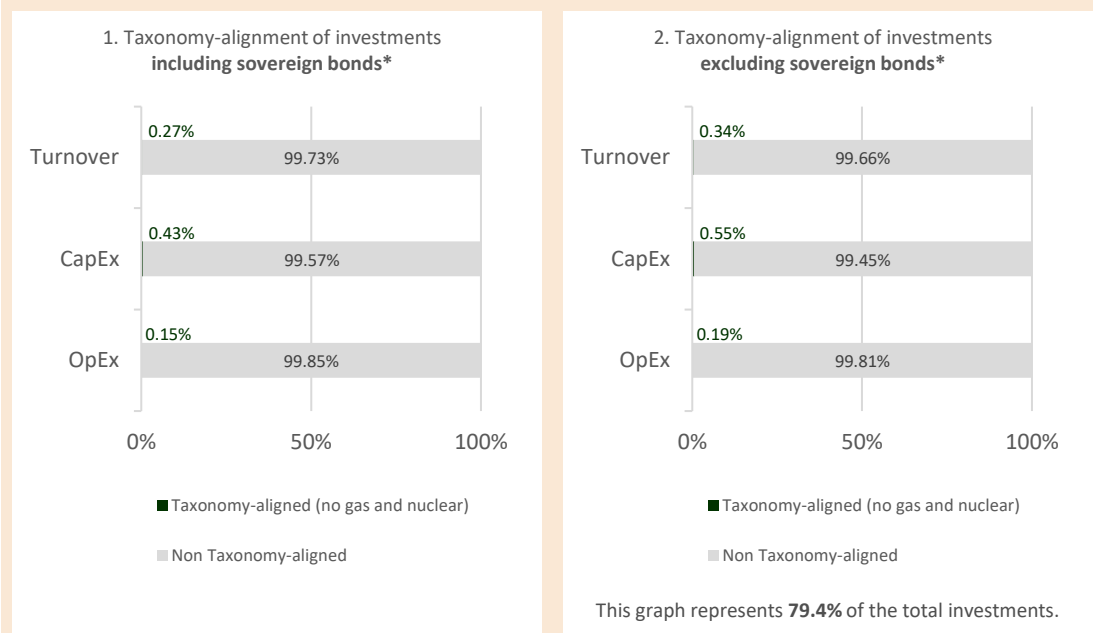 1. Taxonomy-alignment of investments
including sovereign bonds*
Turnover
0.27%
99.73%
CapEx
0.43%
99.57%
OpEx
0.15%
99.85%
0%
50%
100%
Taxonomy-aligned (no gas and nuclear)
Non Taxonomy-aligned
2. Taxonomy-alignment of investments
excluding sovereign bonds*
Turnover
0.34%
99.66%
CapEx
0.55%
99.45%
OpEx
0.19%
99.81%
0%
50%
100%
Taxonomy-aligned (no gas and nuclear)
Non Taxonomy-aligned
This graph represents 79.4% of the total investments.